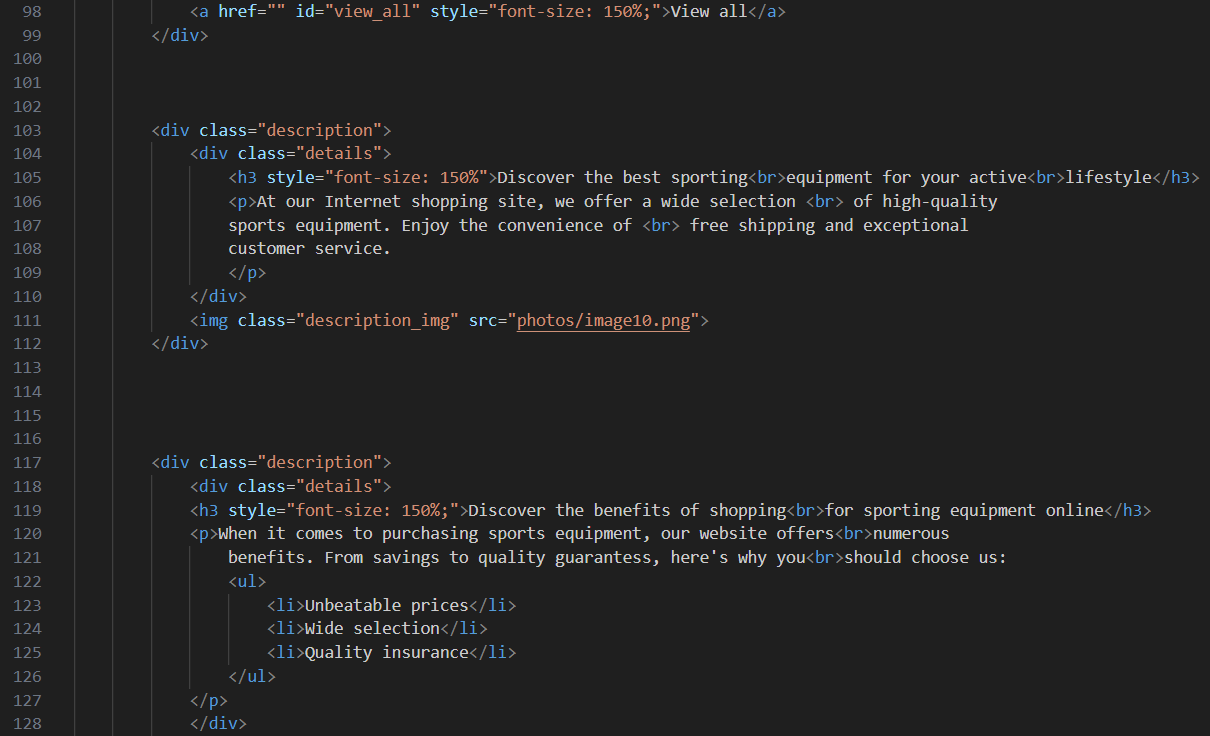 98 <a href="" id="view_all" style="font-size: 150%;">View all</a>
99 </div>
100
101
102
103 <div class="description">
104 <div class="details">
105 <h3 style="font-size: 150%">Discover the best sporting<br>equipment for your active<br>lifestyle</h3>
106 <p>At our Internet shopping site, we offer a wide selection <br> of high-quality
107 sports equipment. Enjoy the convenience of <br> free shipping and exceptional
108 customer service.
109 </p>
110 </div>
111 <img class="description_img" src="photos/image10.png">
112 </div>
113
114
115
116
117 <div class="description">
118 <div class="details">
119 <h3 style="font-size: 150%;">Discover the benefits of shopping<br>for sporting equipment online</h3>
120 <p>When it comes to purchasing sports equipment, our website offers<br>numerous
121 benefits. From savings to quality guarantess, here's why you<br>should choose us:
122 <ul>
123 <li>Unbeatable prices</li>
124 <li>Wide selection</li>
125 <li>Quality insurance</li>
126 </ul>
127 </p>
128 </div>